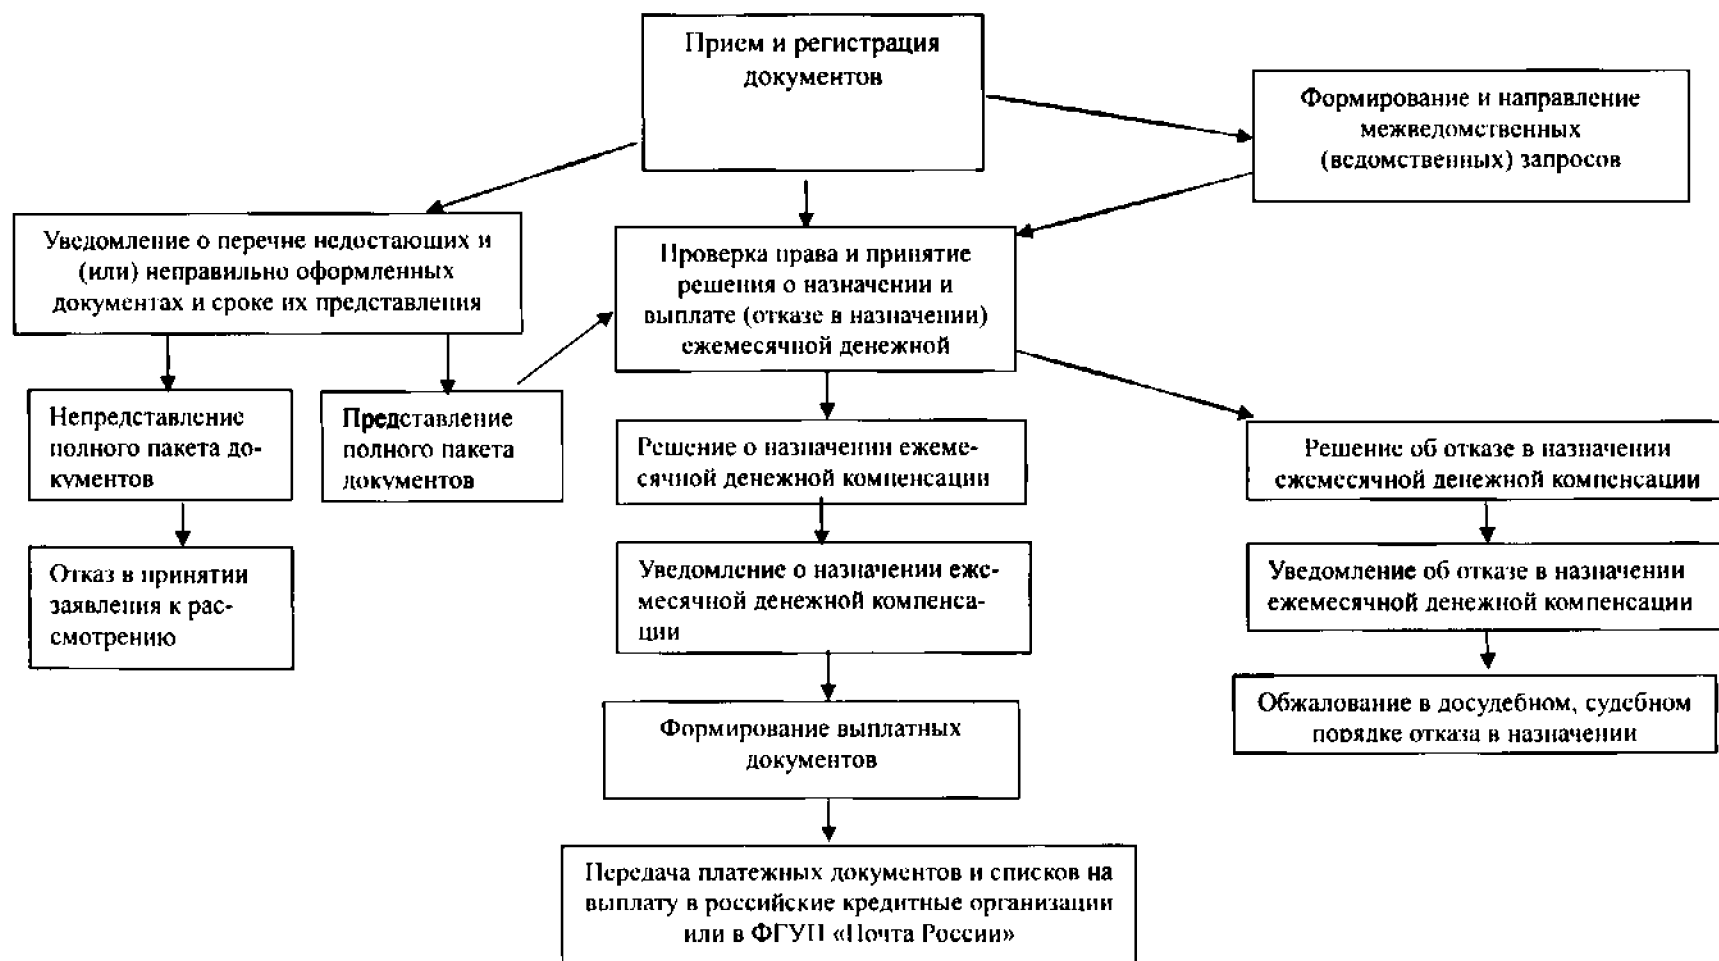 Прием и регистрация
документов
Формирование и направление
межведомственных
(ведомственных) запросов
Уведомление о перечне недостающих и
(или) неправильно оформленных
документах и сроке их представления
Проверка права и принятие
решения о назначении и
выплате (отказе в назначении)
ежемесячной денежной
Непредставление
полного пакета до-
кументов
Представление
полного пакета
документов
Решение о назначении ежеме-
сячной денежной компенсации
Решение об отказе в назначении
ежемесячной денежной компенсации
Отказ в принятии
заявления к рас-
смотрению
Уведомление о назначении еже-
месячной денежной компенса-
ции
Уведомление об отказе в назначении
ежемесячной денежной компенсации
Формирование выплатных
документов
Обжалование в досудебном, судебном
порядке отказа в назначении
Передача платежных документов и списков на
выплату в российские кредитные организации
или в ФГУП «Почта России»